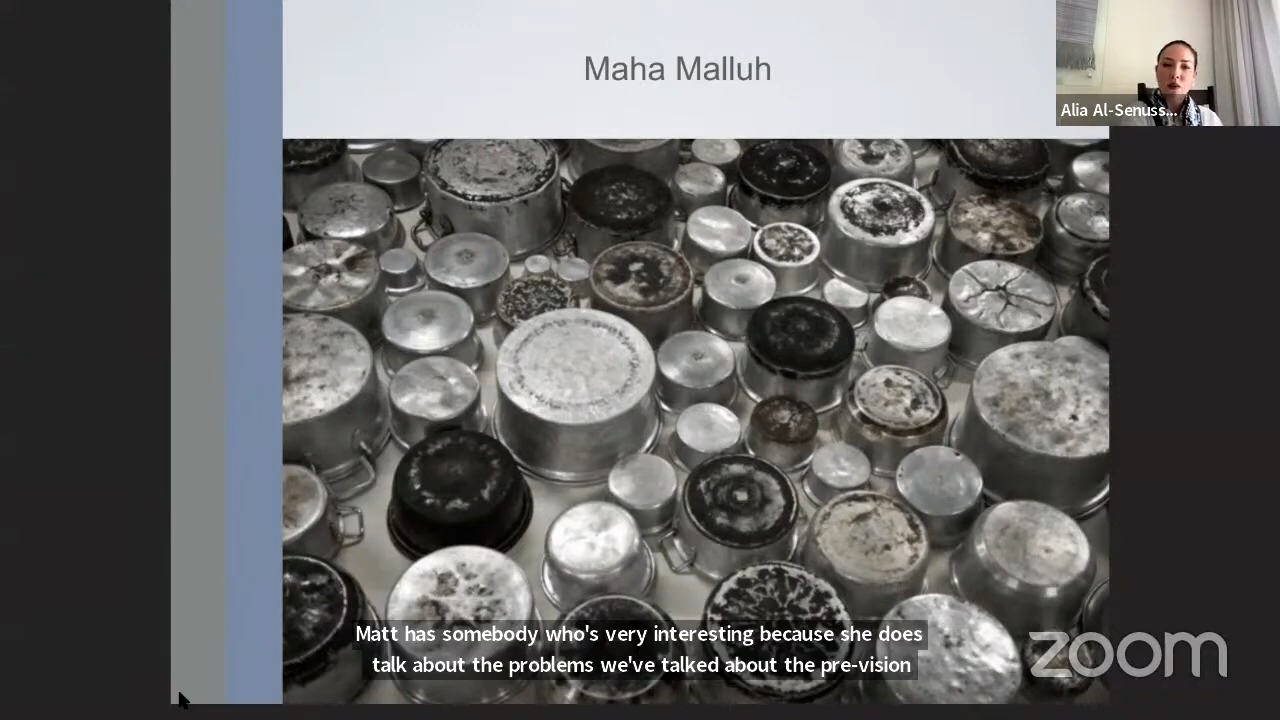 Maha Malluh
Alia Al-Senuss...
Matt has somebody who's very interesting because she does
talk about the problems we've talked about the pre-vision
zoom